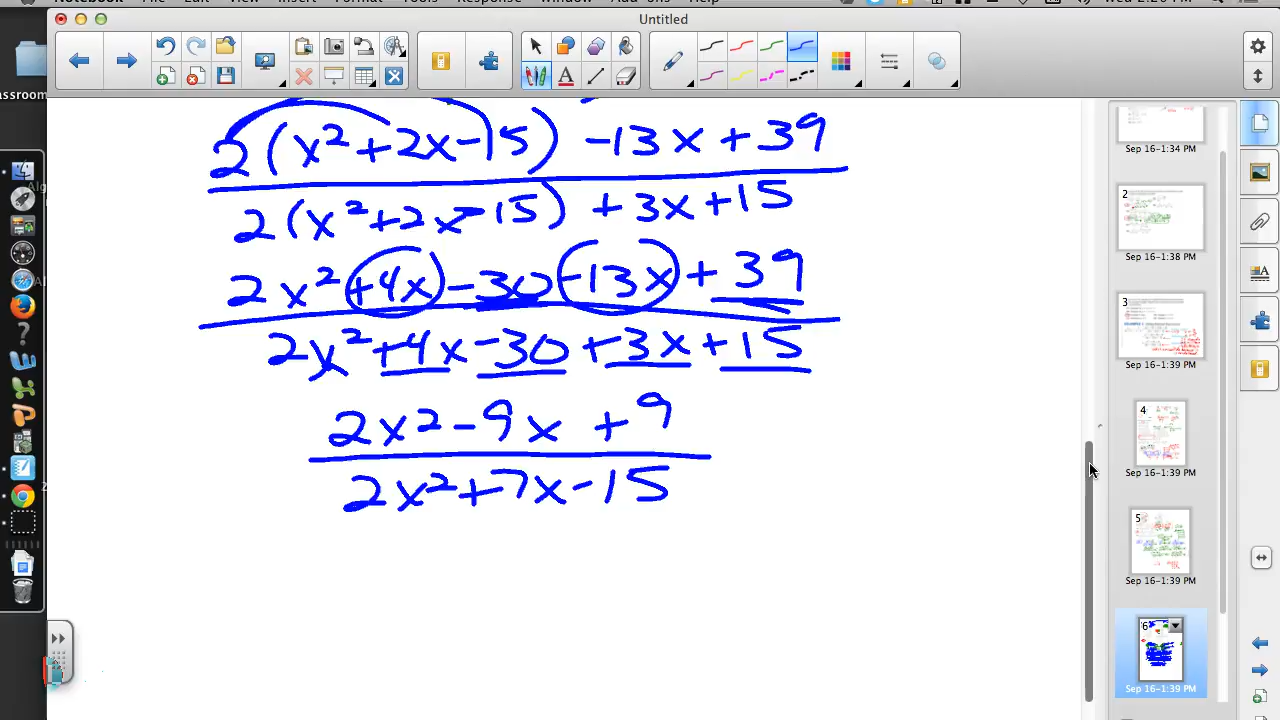 Untitled
2(x²+2x-15) -13x+39
2(x²+2x-15) +3x+15
2x²+4x-30-13x+39
2x²+4x-30+3x+15
2x²-9x+9
2x²+7x-15
Sep 16-1:34 PM
2
Sep 16-1:38 PM
3
Sep 16-1:39 PM
4
Sep 16-1:39 PM
5
Sep 16-1:39 PM
6
Sep 16-1:39 PM